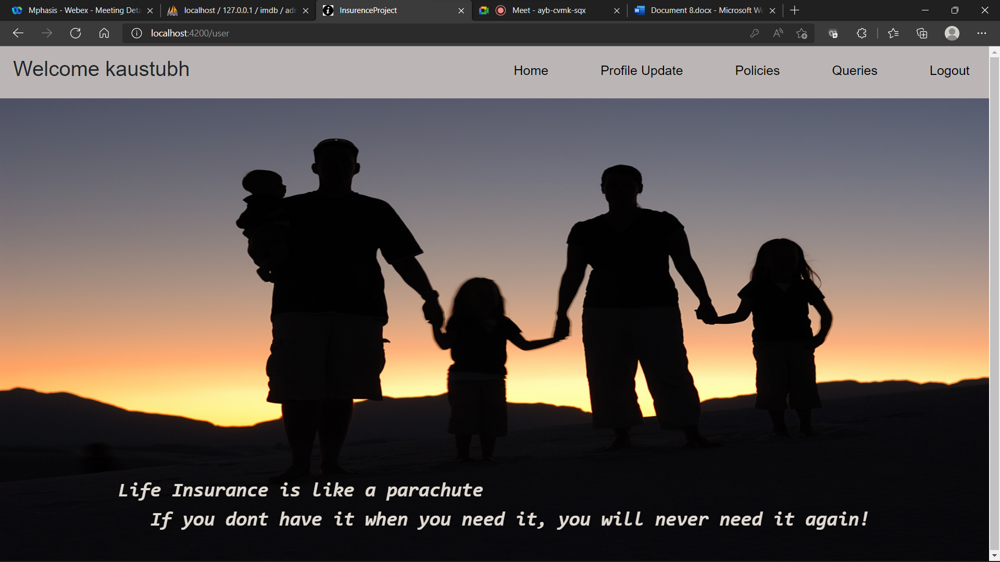 Mphasis - Webex - Meeting Deta
localhost / 127.0.0.1 / imdb / adm
InsurenceProject
Meet - ayb-cvmk-sqx
Document 8.docx - Microsoft Wo
localhost:4200/user
Welcome kaustubh
Home
Profile Update
Policies
Queries
Logout
Life Insurance is like a parachute
If you dont have it when you need it, you will never need it again!